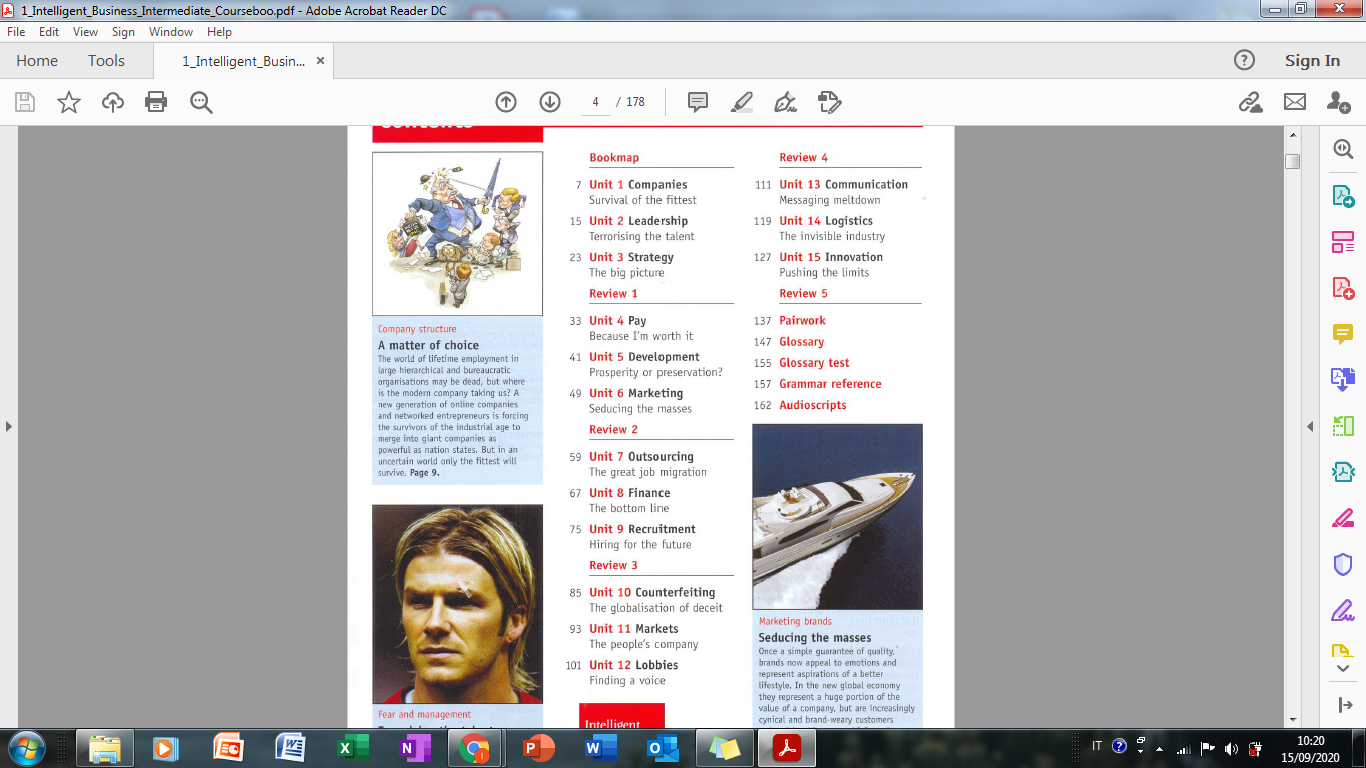 1_Intelligent_Business_Intermediate_Courseboo.pdf - Adobe Acrobat Reader DC
File Edit View Sign Window Help
Home Tools 1_Intelligent_Busin... × Sign In
4 / 178
Company structure
A matter of choice
The world of lifetime employment in
large hierarchical and bureaucratic
organisations may be dead, but where
is the modern company taking us? A
new generation of online companies
and networked entrepreneurs is forcing
the survivors of the industrial age to
merge into giant companies as
powerful as nation states. But in an
uncertain world only the fittest will
survive. Page 9.
Fear and management
Bookmap
7 Unit 1 Companies
Survival of the fittest
15 Unit 2 Leadership
Terrorising the talent
23 Unit 3 Strategy
The big picture
Review 1
33 Unit 4 Pay
Because I'm worth it
41 Unit 5 Development
Prosperity or preservation?
49 Unit 6 Marketing
Seducing the masses
Review 2
59 Unit 7 Outsourcing
The great job migration
67 Unit 8 Finance
The bottom line
75 Unit 9 Recruitment
Hiring for the future
Review 3
85 Unit 10 Counterfeiting
The globalisation of deceit
93 Unit 11 Markets
The people's company
101 Unit 12 Lobbies
Finding a voice
Intelligent
Review 4
111 Unit 13 Communication
Messaging meltdown
119 Unit 14 Logistics
The invisible industry
127 Unit 15 Innovation
Pushing the limits
Review 5
137 Pairwork
147 Glossary
155 Glossary test
157 Grammar reference
162 Audioscripts
Marketing brands
Seducing the masses
Once a simple guarantee of quality,
brands now appeal to emotions and
represent aspirations of a better
lifestyle. In the new global economy
they represent a huge portion of the
value of a company, but are increasingly
cynical and brand-weary customers
IT 10:20
15/09/2020